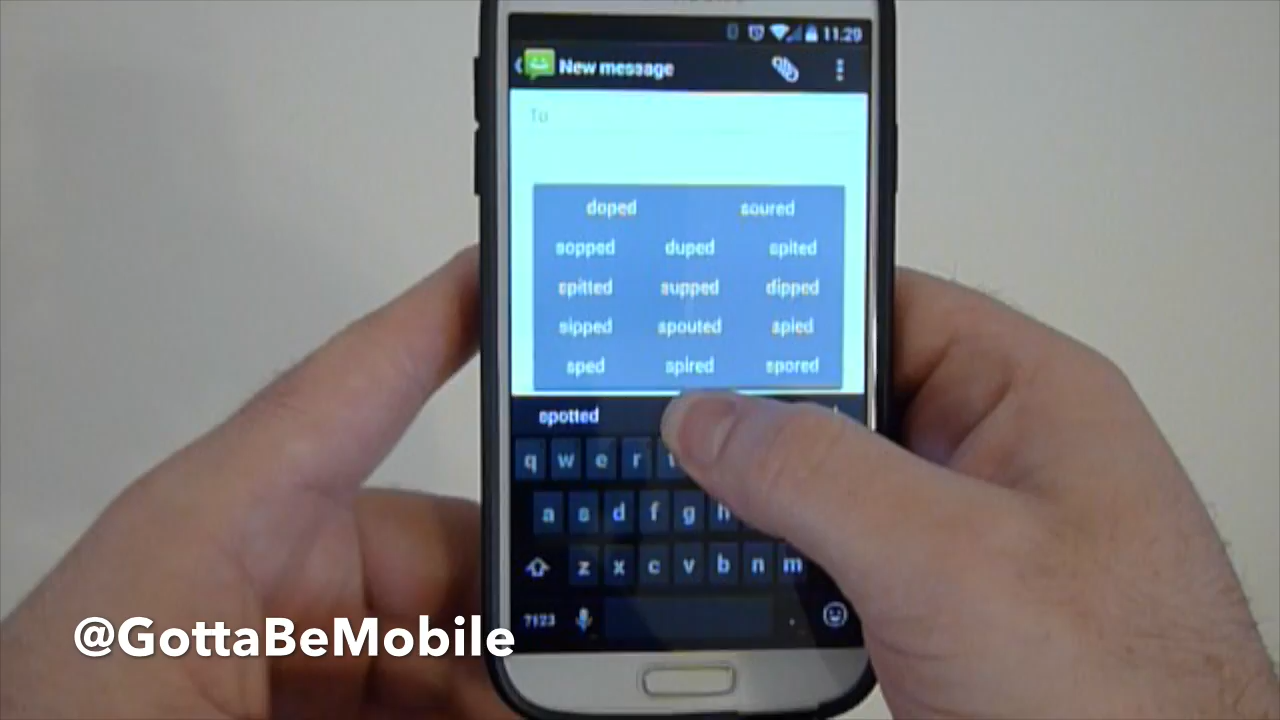 11:29
New message
To
doped soured
sopped duped spited
spitted supped dipped
sipped spouted spied
sped spired spored
spotted
q w e r
a s d f g h
z x c v b n m
?123 .
@GottaBeMobile